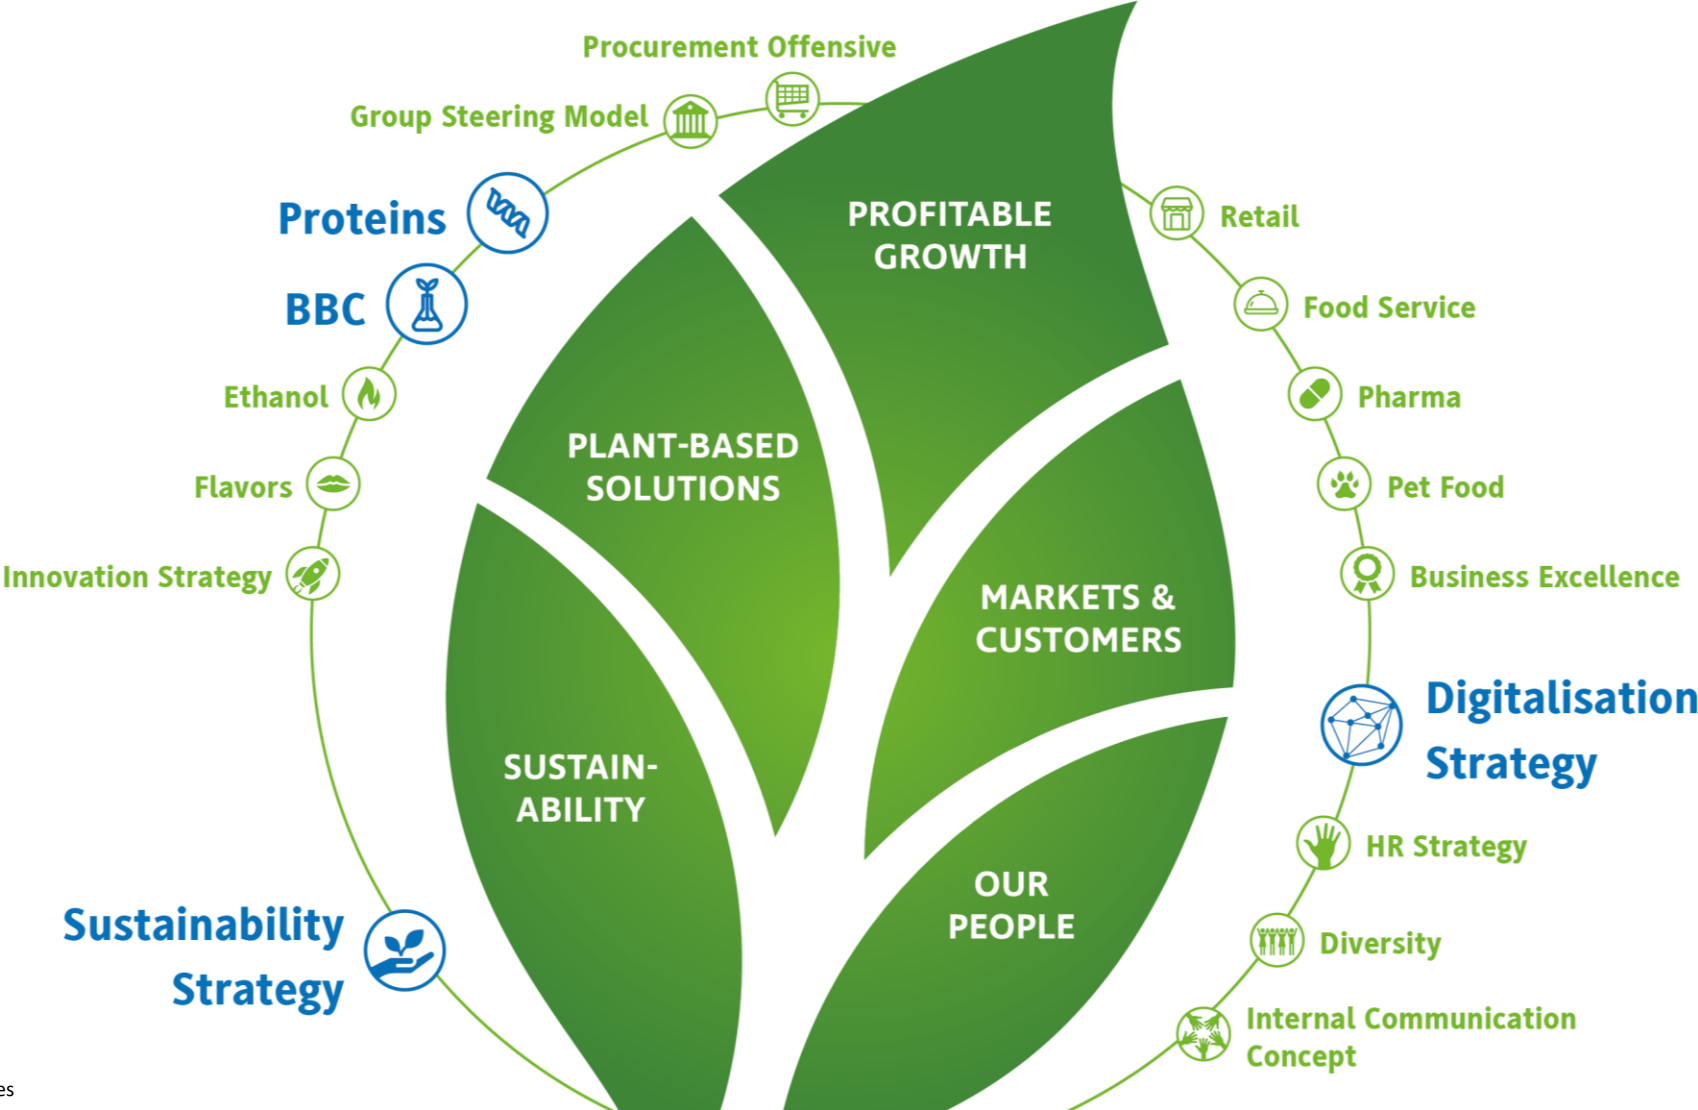 Procurement Offensive
Group Steering Model
Proteins
BBC
Ethanol
Flavors
Innovation Strategy
Sustainability
Strategy
PROFITABLE
GROWTH
PLANT-BASED
SOLUTIONS
MARKETS &
CUSTOMERS
SUSTAIN-
ABILITY
OUR
PEOPLE
Retail
Food Service
Pharma
Pet Food
Business Excellence
Digitalisation
Strategy
HR Strategy
Diversity
Internal Communication
Concept
es